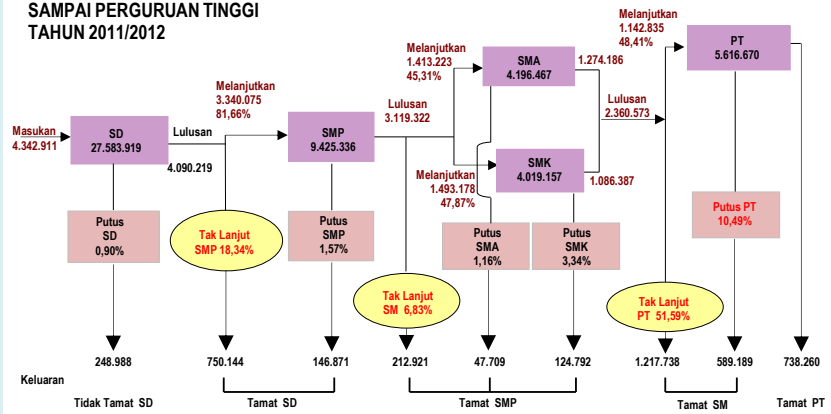 SAMPAI PERGURUAN TINGGI
TAHUN 2011/2012
Masukan
4.342.911
SD
27.583.919
Lulusan
4.090.219
Melanjutkan
3.340.075
81,66%
SMP
9.425.336
Lulusan
3.119.322
Melanjutkan
1.413.223
45,31%
SMA
4.196.467
1.274.186
Melanjutkan
1.493.178
47,87%
SMK
4.019.157
1.086.387
Lulusan
2.360.573
Melanjutkan
1.142.835
48,41%
PT
5.616.670
Putus
SD
0,90%
Tak Lanjut
SMP 18,34%
Putus
SMP
1,57%
Tak Lanjut
SM 6,83%
Putus
SMA
1,16%
Putus
SMK
3,34%
Tak Lanjut
PT 51,59%
Putus PT
10,49%
248.988
750.144
146.871
212.921
47.709
124.792
1.217.738
589.189
738.260
Keluaran
Tidak Tamat SD
Tamat SD
Tamat SMP
Tamat SM
Tamat PT